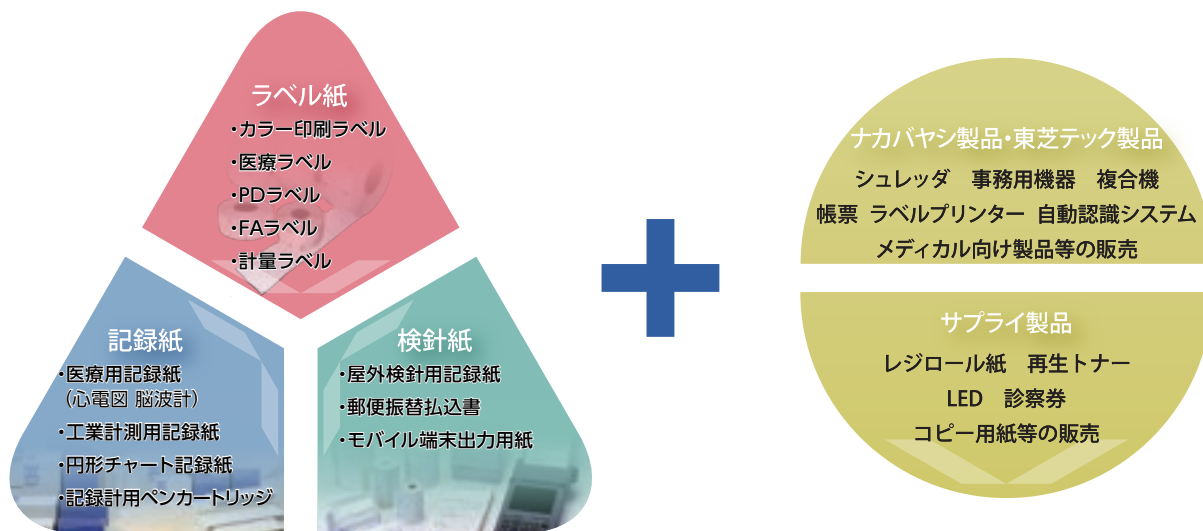 ラベル紙
・カラー印刷ラベル
・医療ラベル
・PDラベル
・FAラベル
・計量ラベル
記録紙
・医療用記録紙
（心電図 脳波計）
・工業計測用記録紙
・円形チャート記録紙
・記録計用ペンカートリッジ
検針紙
・屋外検針用記録紙
・郵便振替払込書
・モバイル端末出力用紙
ナカバヤシ製品・東芝テック製品
シュレッダ　事務用機器　複合機
帳票 ラベルプリンター 自動認識システム
メディカル向け製品等の販売
サプライ製品
レジロール紙　再生トナー
LED　診察券
コピー用紙等の販売